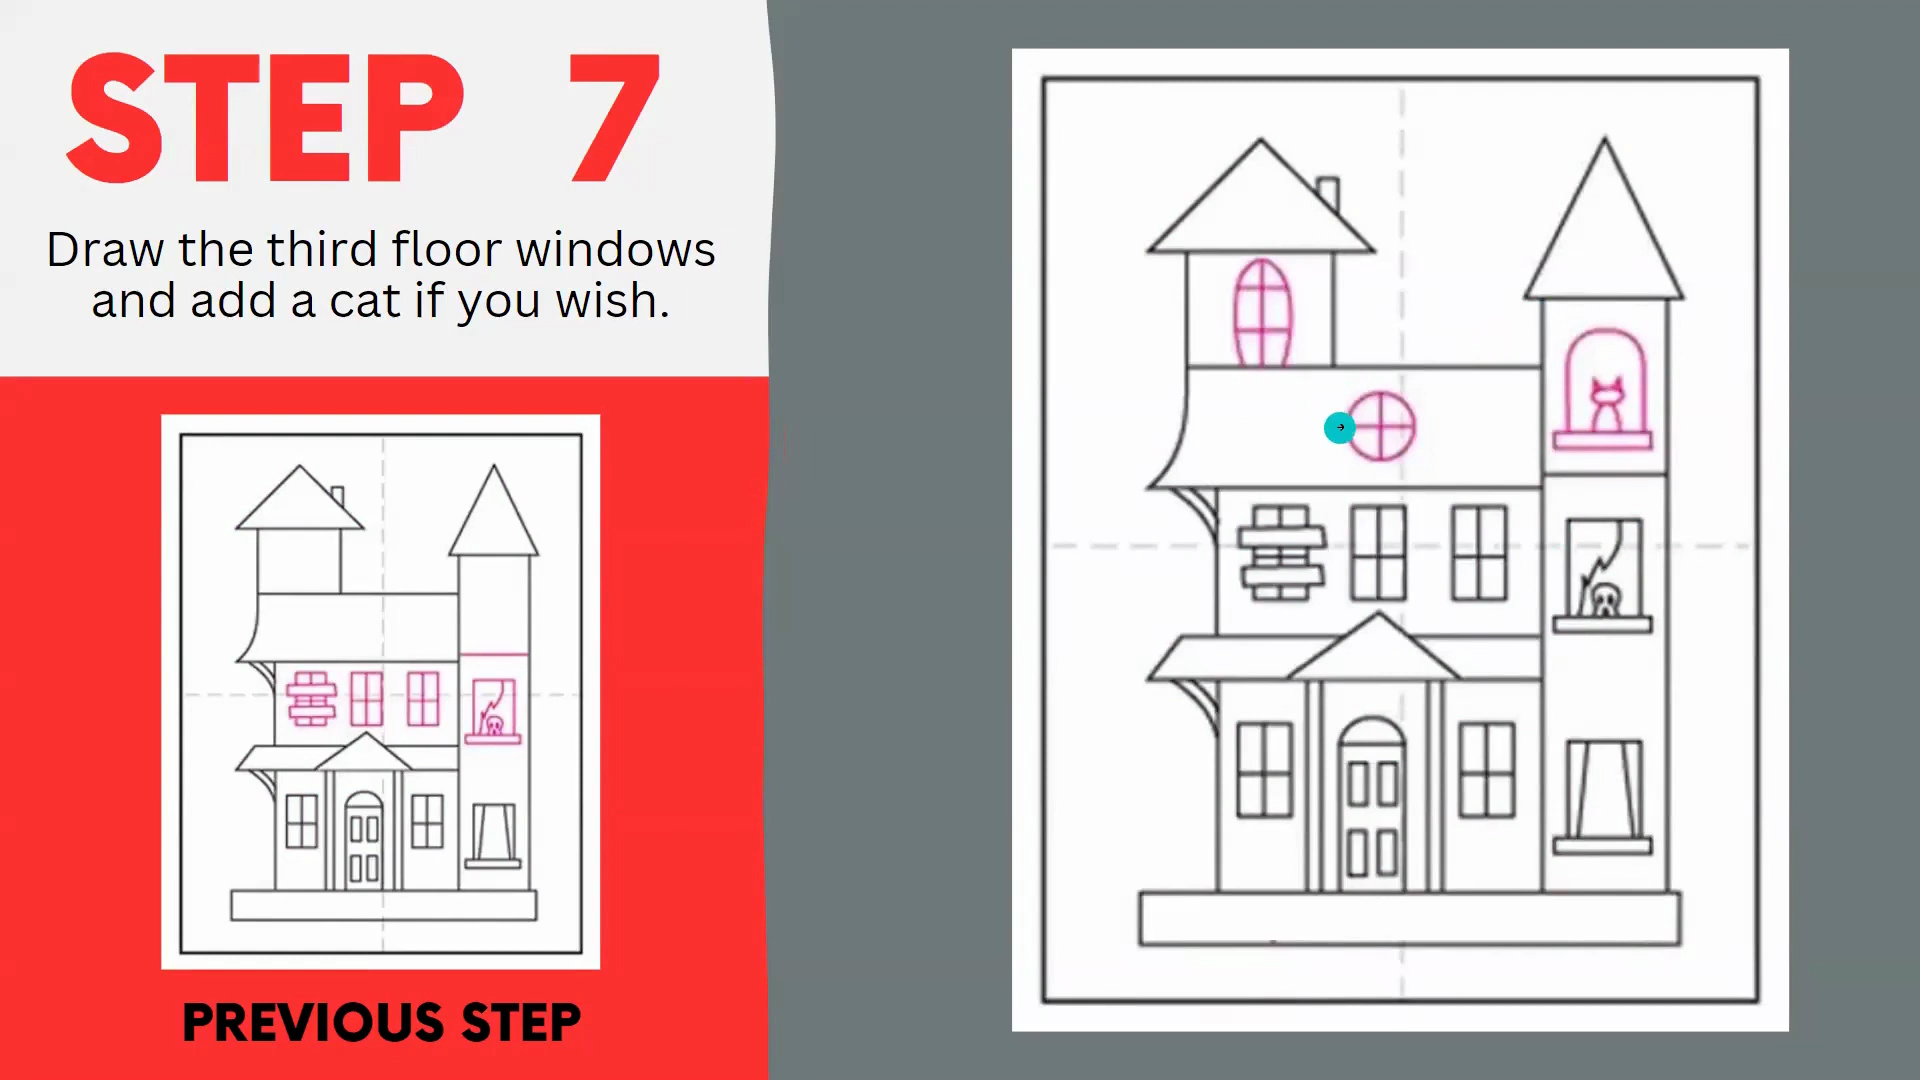 STEP 7
Draw the third floor windows
and add a cat if you wish.
PREVIOUS STEP